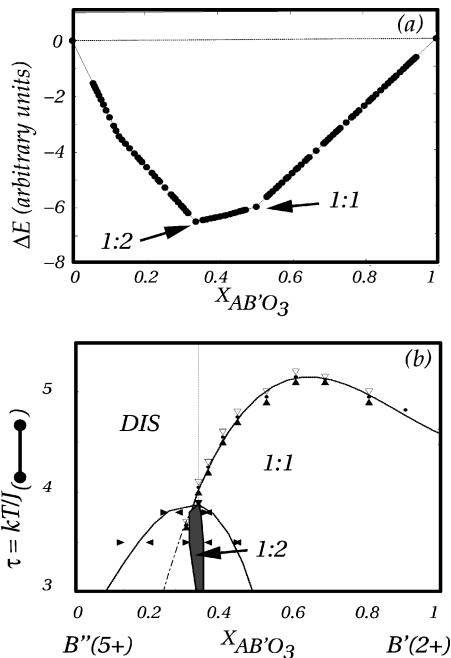 (a)
0
−2
−4
−6
−8
ΔE (arbitrary units)
1:2
1:1
0 0.2 0.4 0.6 0.8 1
X_AB'O₃
(b)
5
4
3
τ = kT/J
DIS
1:1
1:2
0 0.2 0.4 0.6 0.8 1
B''(5+) X_AB'O₃ B'(2+)